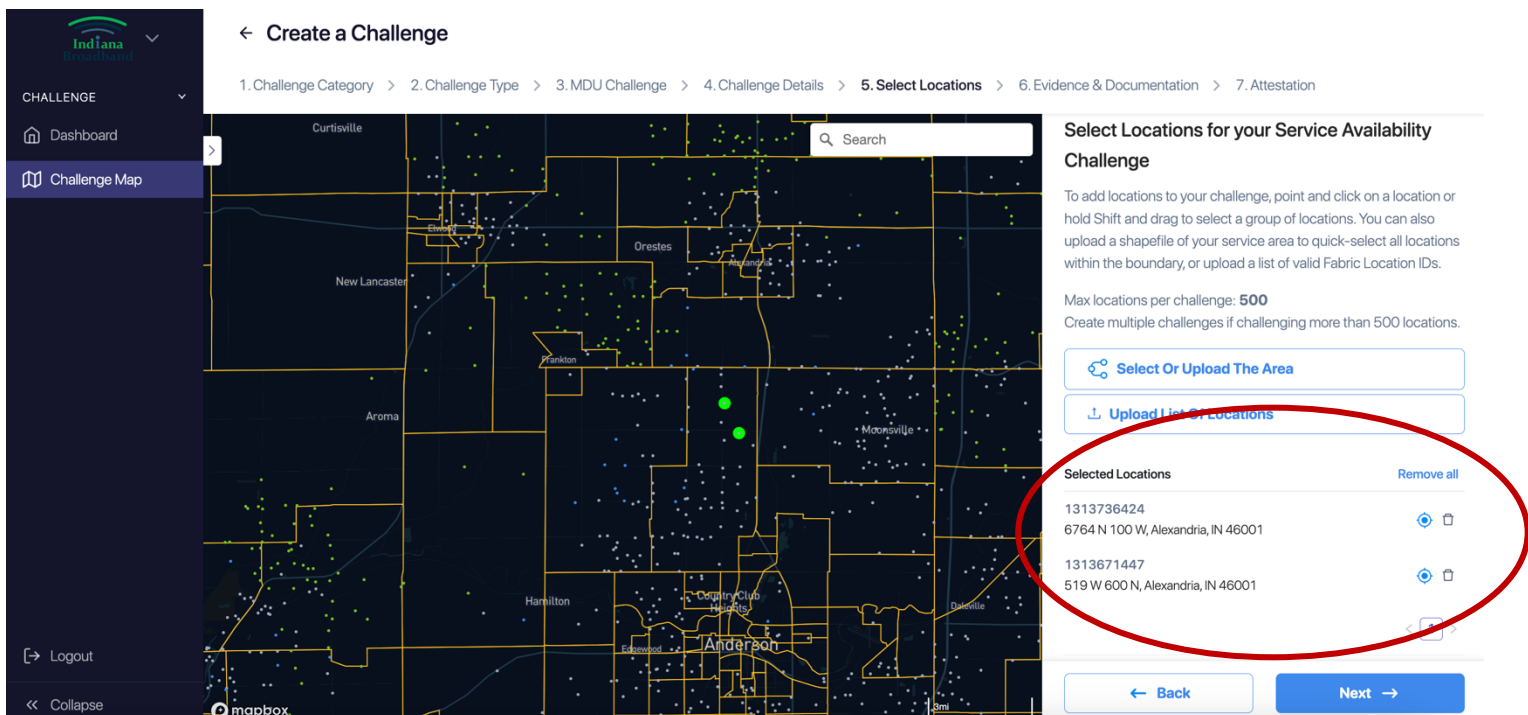 Indiana
Broadband
← Create a Challenge
1. Challenge Category > 2. Challenge Type > 3. MDU Challenge > 4. Challenge Details > 5. Select Locations > 6. Evidence & Documentation > 7. Attestation
CHALLENGE
Dashboard
Challenge Map
Logout
« Collapse
Search
Curtisville
Elwood
Orestes
Alexandria
New Lancaster
Frankton
Aroma
Moonsville
Hamilton
Country Club
Heights
Daleville
Edgewood
Anderson
mapbox
3mi
Select Locations for your Service Availability
Challenge
To add locations to your challenge, point and click on a location or
hold Shift and drag to select a group of locations. You can also
upload a shapefile of your service area to quick-select all locations
within the boundary, or upload a list of valid Fabric Location IDs.
Max locations per challenge: 500
Create multiple challenges if challenging more than 500 locations.
Select Or Upload The Area
Upload List Of Locations
Selected Locations Remove all
1313736424
6764 N 100 W, Alexandria, IN 46001
1313671447
519 W 600 N, Alexandria, IN 46001
< 1 >
← Back
Next →